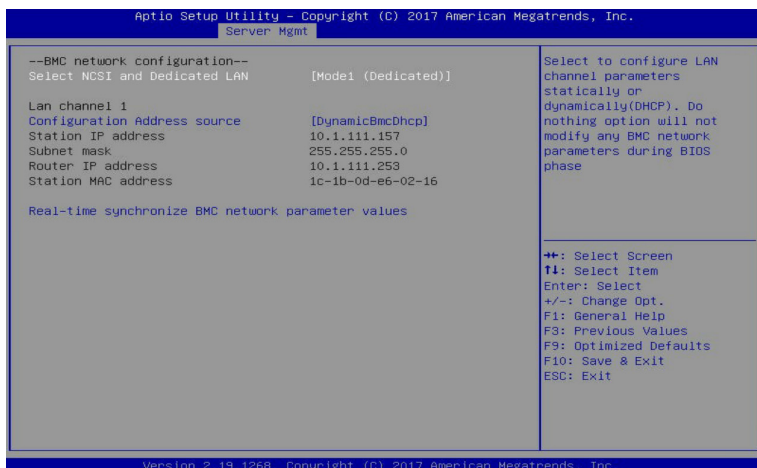 Aptio Setup Utility – Copyright (C) 2017 American Megatrends, Inc.
Server Mgmt
--BMC network configuration--
Select NCSI and Dedicated LAN [Mode1 (Dedicated)]
Lan channel 1
Configuration Address source [DynamicBmcDhcp]
Station IP address 10.1.111.157
Subnet mask 255.255.255.0
Router IP address 10.1.111.253
Station MAC address 1c-1b-0d-e6-02-16
Real-time synchronize BMC network parameter values
Select to configure LAN
channel parameters
statically or
dynamically(DHCP). Do
nothing option will not
modify any BMC network
parameters during BIOS
phase
→←: Select Screen
↑↓: Select Item
Enter: Select
+/-: Change Opt.
F1: General Help
F3: Previous Values
F9: Optimized Defaults
F10: Save & Exit
ESC: Exit
Version 2.19.1268. Copyright (C) 2017 American Megatrends, Inc.